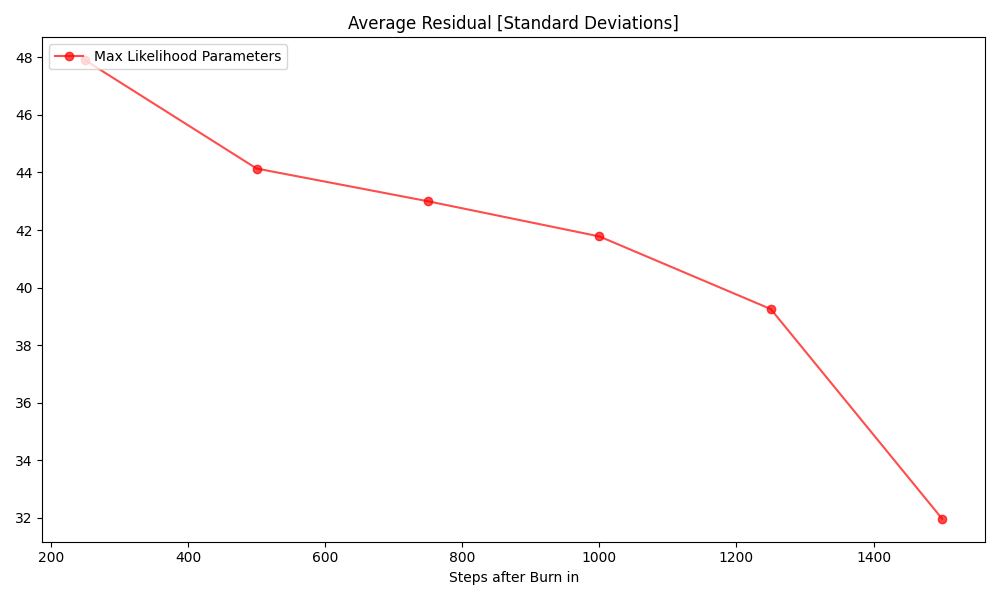 Average Residual [Standard Deviations]
Max Likelihood Parameters
48
46
44
42
40
38
36
34
32
200 400 600 800 1000 1200 1400
Steps after Burn in